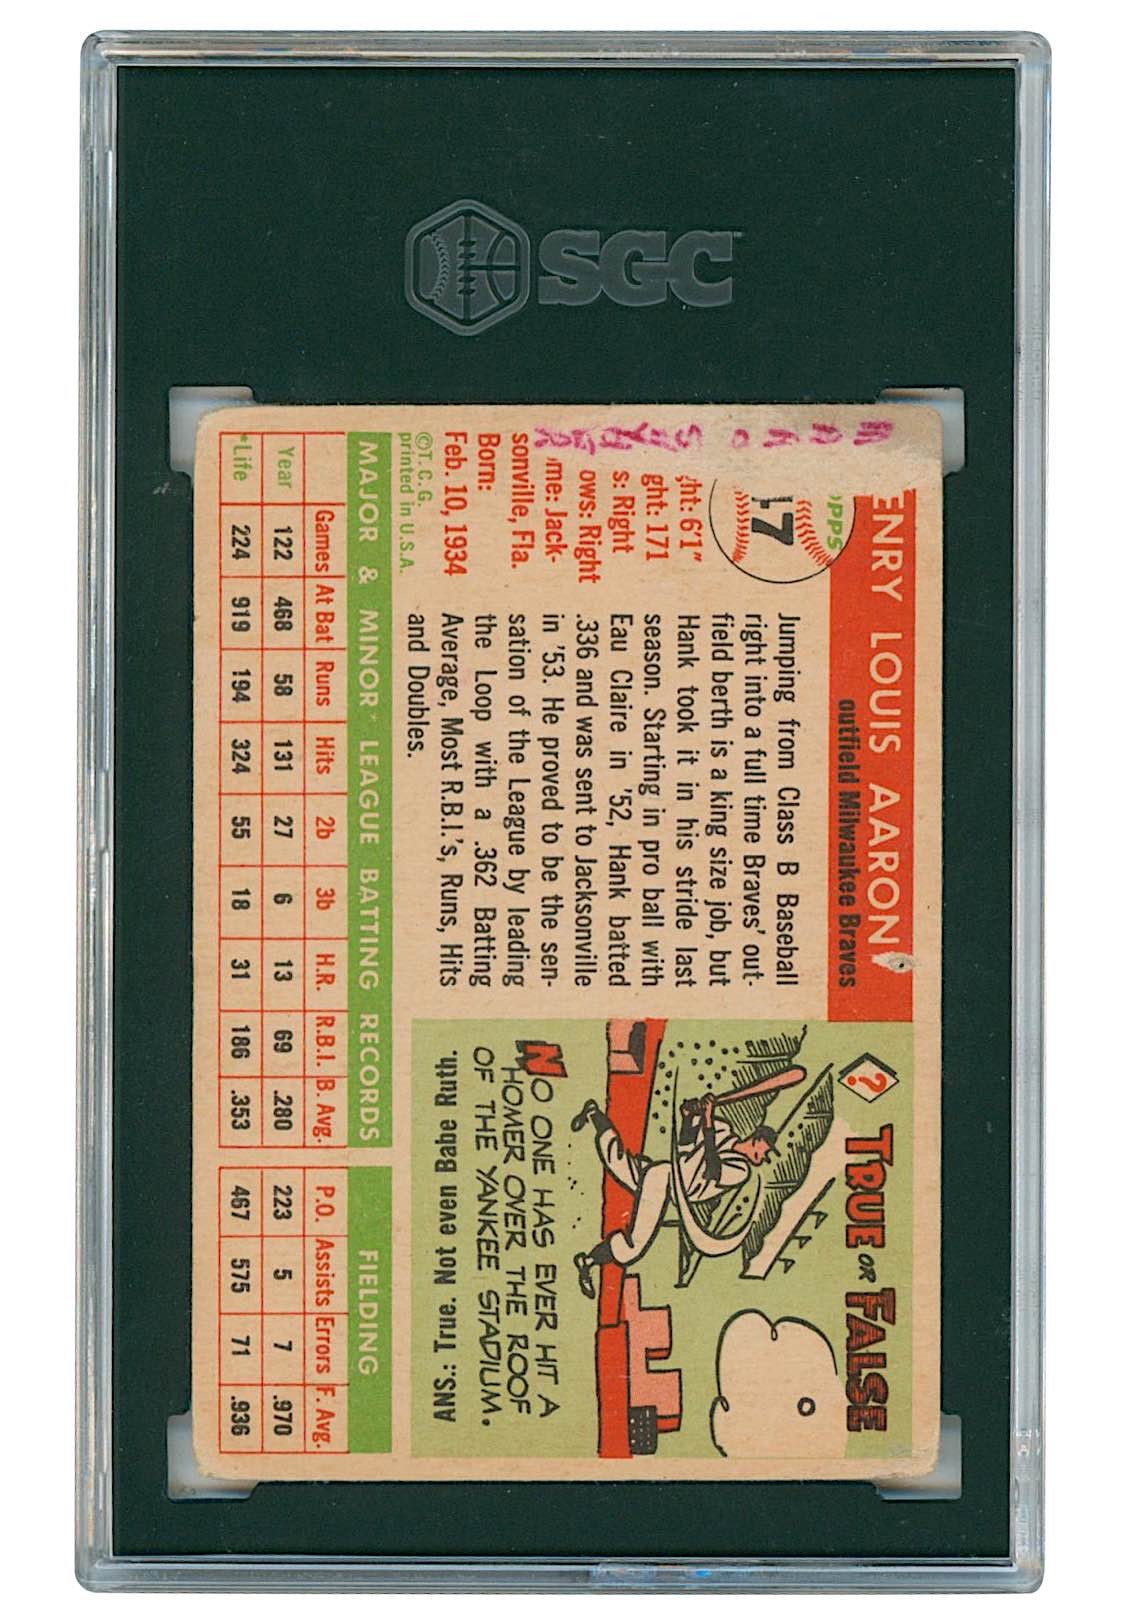 SGC
ENRY LOUIS AARON
outfield Milwaukee Braves
OPPS
47
ght: 6'1"
ght: 171
s: Right
ows: Right
me: Jack-
sonville, Fla.
Born:
Feb. 10, 1934
©T.C.G.
printed in U.S.A.
Jumping from Class B Baseball
right into a full time Braves' out-
field berth is a king size job, but
Hank took it in his stride last
season. Starting in pro ball with
Eau Claire in '52, Hank batted
.336 and was sent to Jacksonville
in '53. He proved to be the sen-
sation of the League by leading
the Loop with a .362 Batting
Average, Most R.B.I.'s, Runs, Hits
and Doubles.
?
TRUE OR FALSE
NO ONE HAS EVER HIT A
HOMER OVER THE ROOF
OF THE YANKEE STADIUM.
ANS: True. Not even Babe Ruth.
MAJOR & MINOR* LEAGUE BATTING RECORDS FIELDING
Games At Bat Runs Hits 2b 3b H.R. R.B.I. B. Avg. P.O. Assists Errors F. Avg.
Year 122 468 58 131 27 6 13 69 .280 223 5 7 .970
*Life 224 919 194 324 55 18 31 186 .353 467 575 71 .936